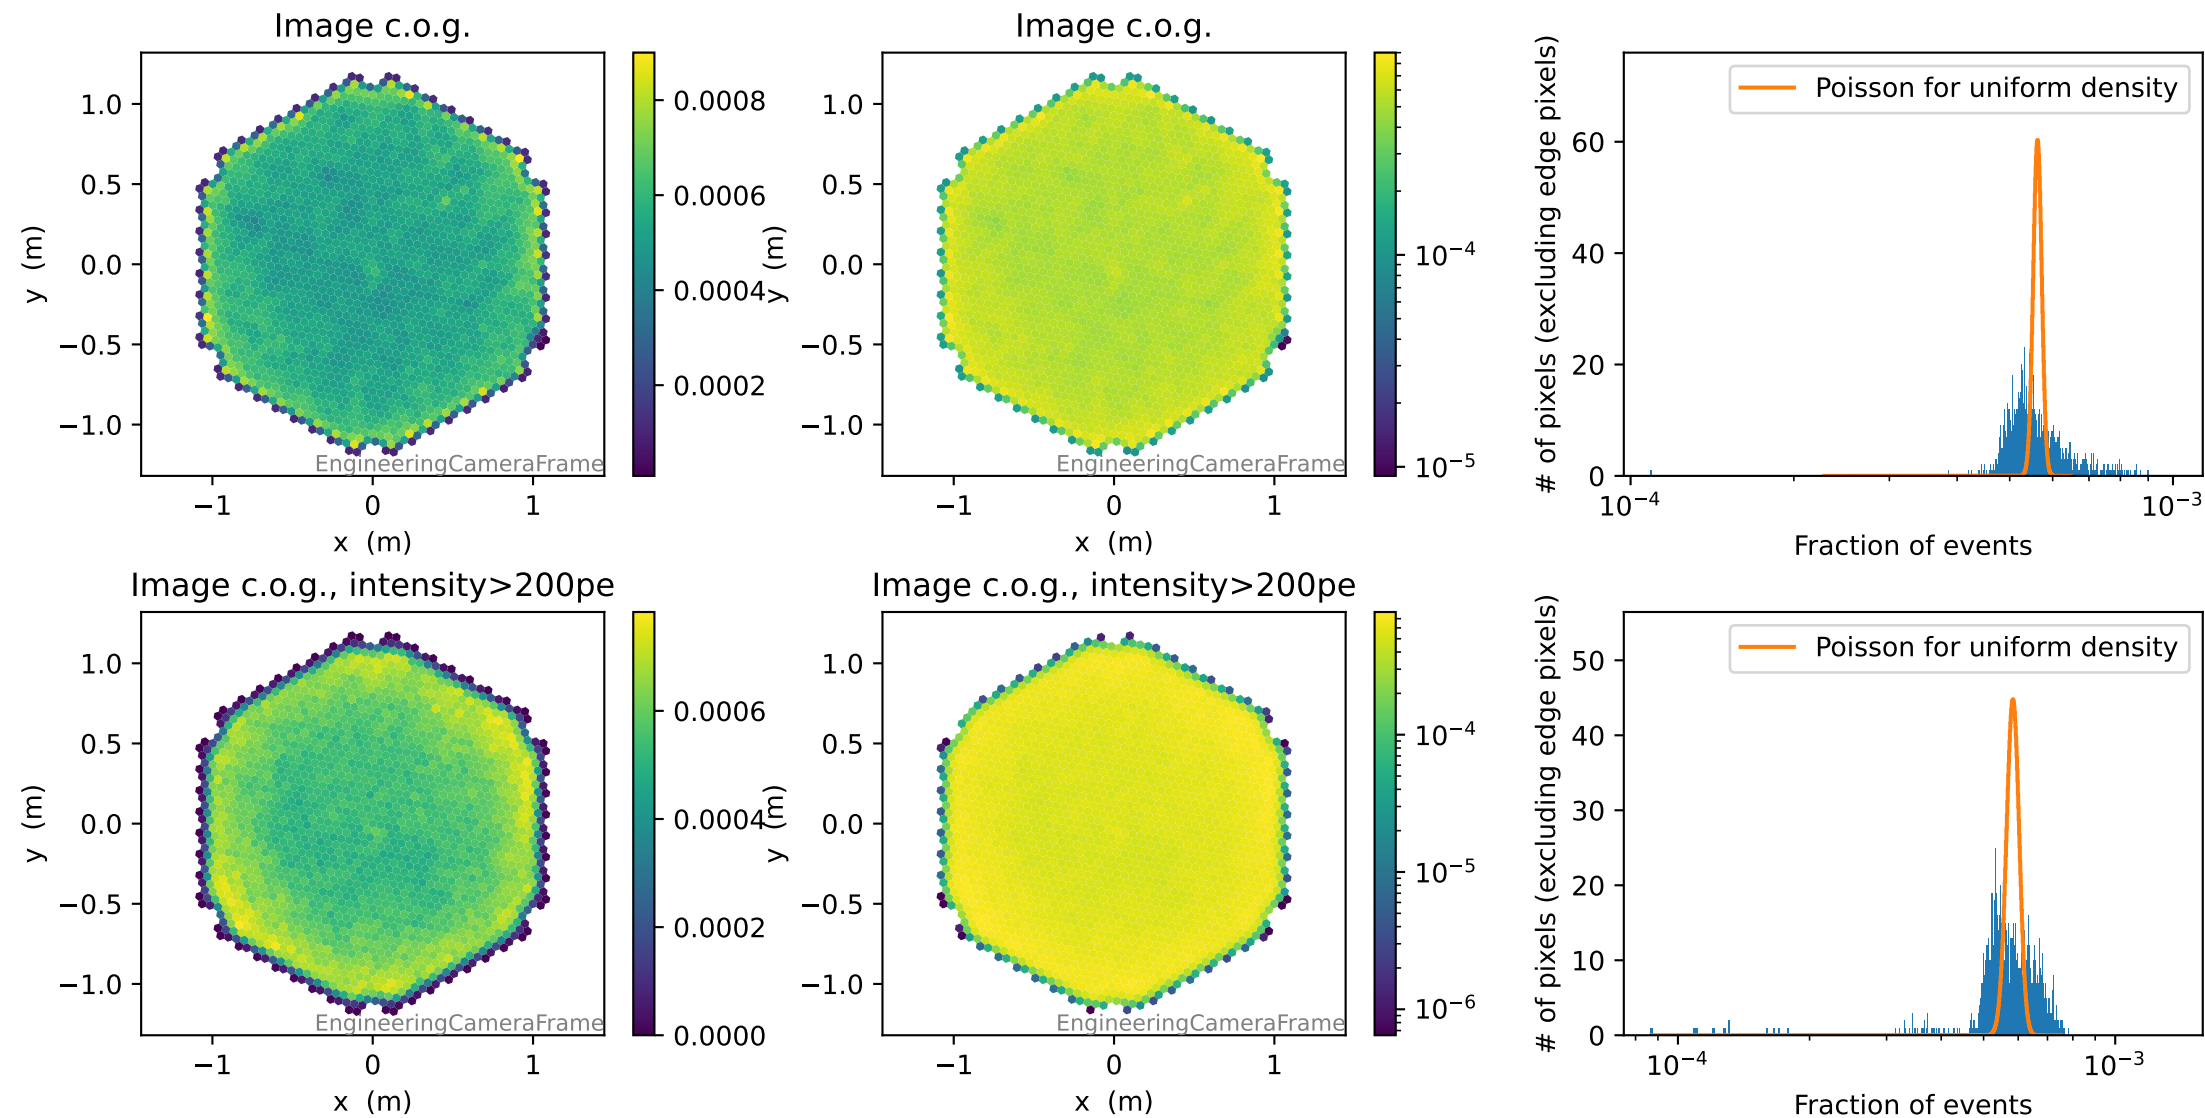 Image c.o.g.
1.0
0.5
0.0
−0.5
−1.0
y (m)
EngineeringCameraFrame
−1
0
1
x (m)
0.0008
0.0006
0.0004
0.0002
Image c.o.g.
1.0
0.5
0.0
−0.5
−1.0
y (m)
EngineeringCameraFrame
−1
0
1
x (m)
10⁻⁴
10⁻⁵
# of pixels (excluding edge pixels)
60
40
20
0
Poisson for uniform density
10⁻⁴
10⁻³
Fraction of events
Image c.o.g., intensity>200pe
1.0
0.5
0.0
−0.5
−1.0
y (m)
EngineeringCameraFrame
−1
0
1
x (m)
0.0006
0.0004
0.0002
0.0000
Image c.o.g., intensity>200pe
1.0
0.5
0.0
−0.5
−1.0
y (m)
EngineeringCameraFrame
−1
0
1
x (m)
10⁻⁴
10⁻⁵
10⁻⁶
# of pixels (excluding edge pixels)
50
40
30
20
10
0
Poisson for uniform density
10⁻⁴
10⁻³
Fraction of events